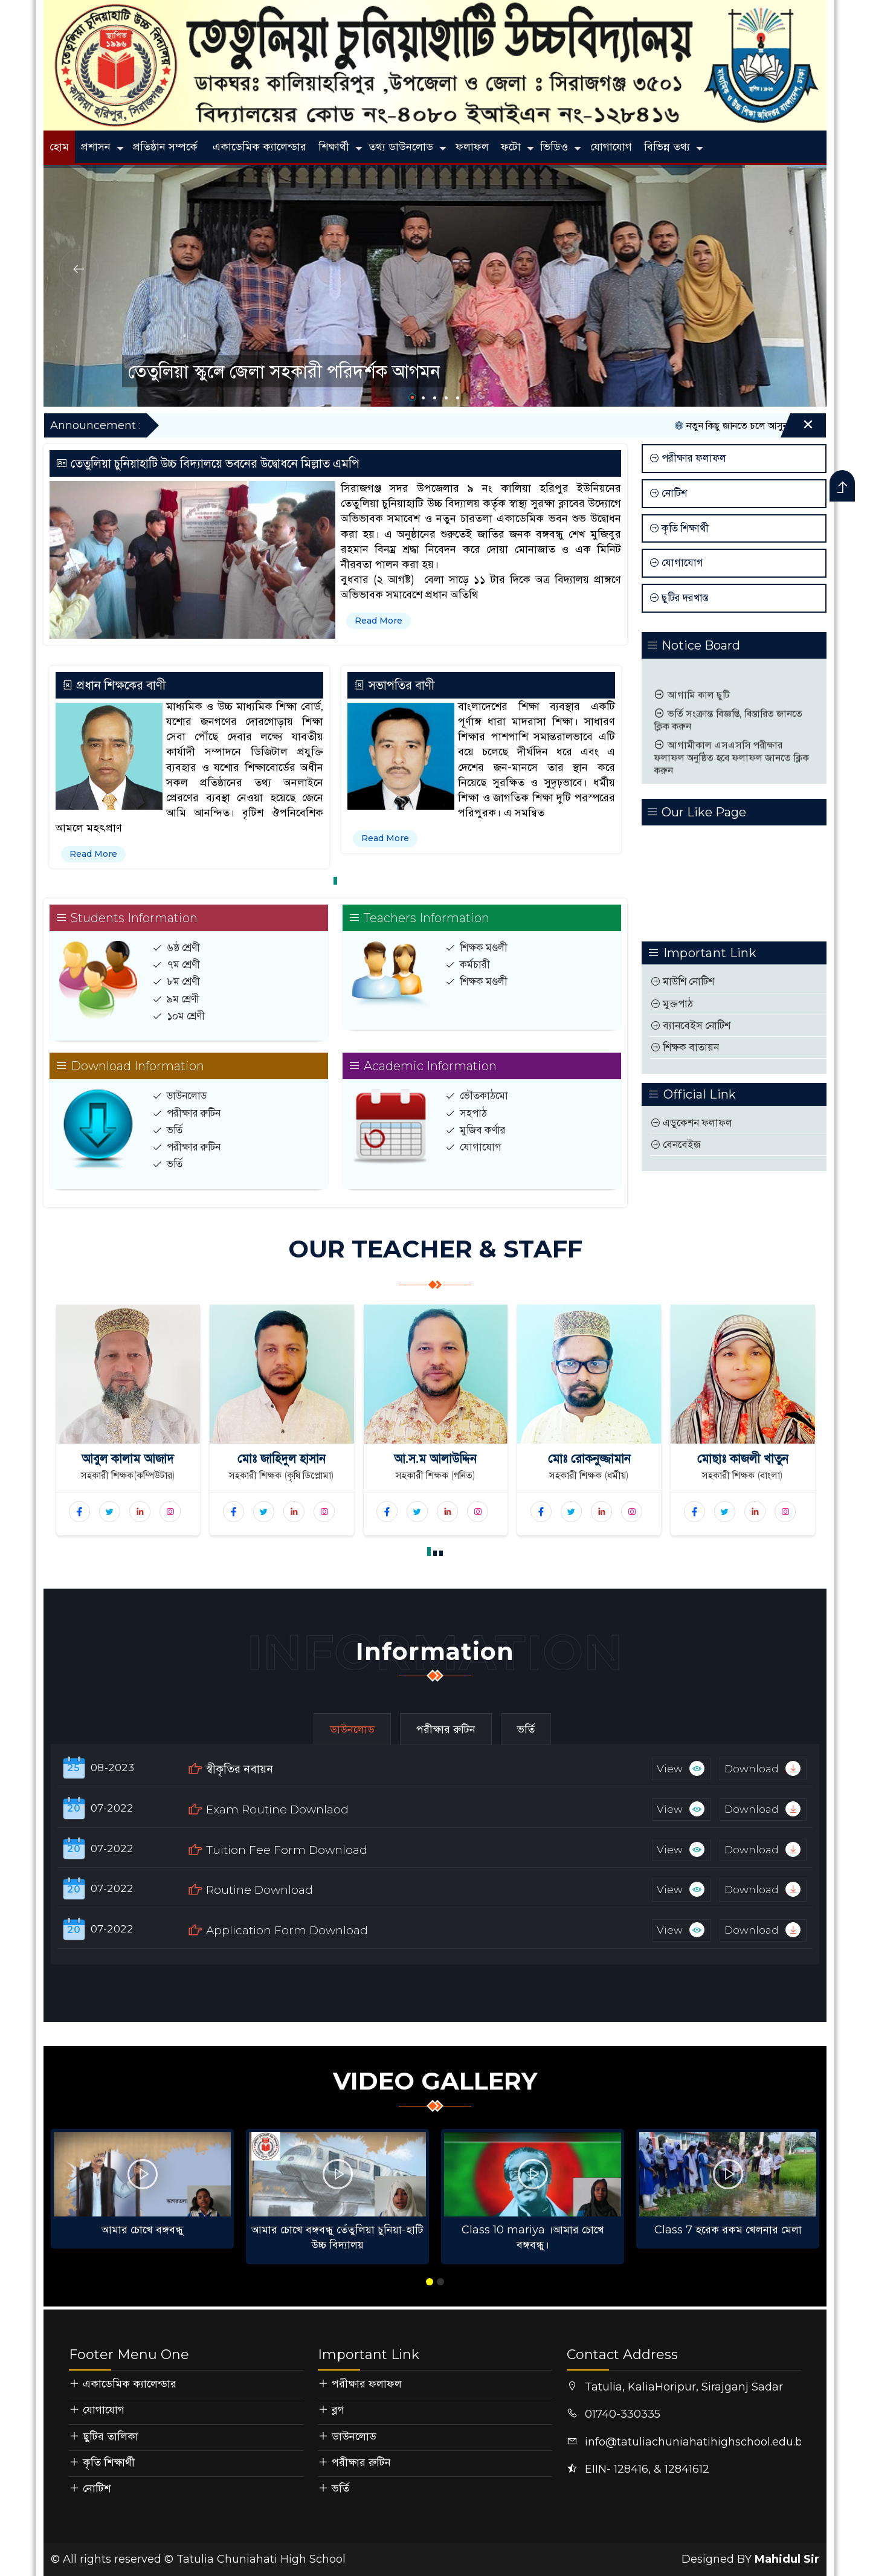 তেতুলিয়া চুনিয়াহাটি উচ্চ বিদ্যালয়
স্থাপিত
১৯৯৬
কালিয়া হরিপুর, সিরাজগঞ্জ
তেতুলিয়া চুনিয়াহাটি উচ্চবিদ্যালয়
ডাকঘর: কালিয়াহরিপুর ,উপজেলা ও জেলা : সিরাজগঞ্জ ৩৫০১
বিদ্যালয়ের কোড নং-৪০৮০ ইআইএন নং-১২৮৪১৬
হোম প্রশাসন প্রতিষ্ঠান সম্পর্কে একাডেমিক ক্যালেন্ডার শিক্ষার্থী তথ্য ডাউনলোড ফলাফল ফটো ভিডিও যোগাযোগ বিভিন্ন তথ্য
তেতুলিয়া স্কুলে জেলা সহকারী পরিদর্শক আগমন
Announcement :
নতুন কিছু জানতে চলে আসুন
তেতুলিয়া চুনিয়াহাটি উচ্চ বিদ্যালয়ে ভবনের উদ্বোধনে মিল্লাত এমপি
সিরাজগঞ্জ সদর উপজেলার ৯ নং কালিয়া হরিপুর ইউনিয়নের
তেতুলিয়া চুনিয়াহাটি উচ্চ বিদ্যালয় কর্তৃক স্বাস্থ্য সুরক্ষা ক্লাবের উদ্যোগে
অভিভাবক সমাবেশ ও নতুন চারতলা একাডেমিক ভবন শুভ উদ্বোধন
করা হয়। এ অনুষ্ঠানের শুরুতেই জাতির জনক বঙ্গবন্ধু শেখ মুজিবুর
রহমান বিনম্র শ্রদ্ধা নিবেদন করে দোয়া মোনাজাত ও এক মিনিট
নীরবতা পালন করা হয়।
বুধবার (২ আগষ্ট) বেলা সাড়ে ১১ টার দিকে অত্র বিদ্যালয় প্রাঙ্গণে
অভিভাবক সমাবেশে প্রধান অতিথি
Read More
পরীক্ষার ফলাফল
নোটিশ
কৃতি শিক্ষার্থী
যোগাযোগ
ছুটির দরখাস্ত
Notice Board
আগামি কাল ছুটি
ভর্তি সংক্রান্ত বিজ্ঞপ্তি, বিস্তারিত জানতে
ক্লিক করুন
আগামীকাল এসএসসি পরীক্ষার
ফলাফল অনুষ্ঠিত হবে ফলাফল জানতে ক্লিক
করুন
প্রধান শিক্ষকের বাণী
মাধ্যমিক ও উচ্চ মাধ্যমিক শিক্ষা বোর্ড,
যশোর জনগণের দোরগোড়ায় শিক্ষা
সেবা পৌঁছে দেবার লক্ষ্যে যাবতীয়
কার্যাদী সম্পাদনে ডিজিটাল প্রযুক্তি
ব্যবহার ও যশোর শিক্ষাবোর্ডের অধীন
সকল প্রতিষ্ঠানের তথ্য অনলাইনে
প্রেরণের ব্যবস্থা নেওয়া হয়েছে জেনে
আমি আনন্দিত। বৃটিশ ঔপনিবেশিক
আমলে মহৎপ্রাণ
Read More
সভাপতির বাণী
বাংলাদেশের শিক্ষা ব্যবস্থার একটি
পূর্ণাঙ্গ ধারা মাদরাসা শিক্ষা। সাধারণ
শিক্ষার পাশপাশি সমান্তরালভাবে এটি
বয়ে চলেছে দীর্ঘদিন ধরে এবং এ
দেশের জন-মানসে তার স্থান করে
নিয়েছে সুরক্ষিত ও সুদৃঢ়ভাবে। ধর্মীয়
শিক্ষা ও জাগতিক শিক্ষা দুটি পরস্পরের
পরিপুরক। এ সমন্বিত
Read More
Our Like Page
Students Information
৬ষ্ঠ শ্রেণী
৭ম শ্রেণী
৮ম শ্রেণী
৯ম শ্রেণী
১০ম শ্রেণী
Teachers Information
শিক্ষক মণ্ডলী
কর্মচারী
শিক্ষক মণ্ডলী
Important Link
মাউশি নোটিশ
মুক্তপাঠ
ব্যানবেইস নোটিশ
শিক্ষক বাতায়ন
Download Information
ডাউনলোড
পরীক্ষার রুটিন
ভর্তি
পরীক্ষার রুটিন
ভর্তি
Academic Information
ভৌতকাঠমো
সহপাঠ
মুজিব কর্ণার
যোগাযোগ
Official Link
এডুকেশন ফলাফল
বেনবেইজ
OUR TEACHER & STAFF
আবুল কালাম আজাদ
সহকারী শিক্ষক(কম্পিউটার)
মোঃ জাহিদুল হাসান
সহকারী শিক্ষক (কৃষি ডিপ্লোমা)
আ.স.ম আলাউদ্দিন
সহকারী শিক্ষক (গনিত)
মোঃ রোকনুজ্জামান
সহকারী শিক্ষক (ধর্মীয়)
মোছাঃ কাজলী খাতুন
সহকারী শিক্ষক (বাংলা)
INFORMATION
Information
ডাউনলোড পরীক্ষার রুটিন ভর্তি
25 08-2023 স্বীকৃতির নবায়ন View Download
20 07-2022 Exam Routine Downlaod View Download
20 07-2022 Tuition Fee Form Download View Download
20 07-2022 Routine Download View Download
20 07-2022 Application Form Download View Download
VIDEO GALLERY
আমার চোখে বঙ্গবন্ধু
আমার চোখে বঙ্গবন্ধু তেঁতুলিয়া চুনিয়া-হাটি
উচ্চ বিদ্যালয়
Class 10 mariya ।আমার চোখে
বঙ্গবন্ধু।
Class 7 হরেক রকম খেলনার মেলা
Footer Menu One
একাডেমিক ক্যালেন্ডার
যোগাযোগ
ছুটির তালিকা
কৃতি শিক্ষার্থী
নোটিশ
Important Link
পরীক্ষার ফলাফল
ব্লগ
ডাউনলোড
পরীক্ষার রুটিন
ভর্তি
Contact Address
Tatulia, KaliaHoripur, Sirajganj Sadar
01740-330335
info@tatuliachuniahatihighschool.edu.b
EIIN- 128416, & 12841612
© All rights reserved © Tatulia Chuniahati High School
Designed BY Mahidul Sir